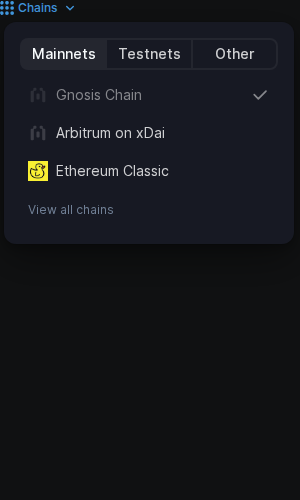 Chains
Mainnets Testnets Other
Gnosis Chain
Arbitrum on xDai
Ethereum Classic
View all chains